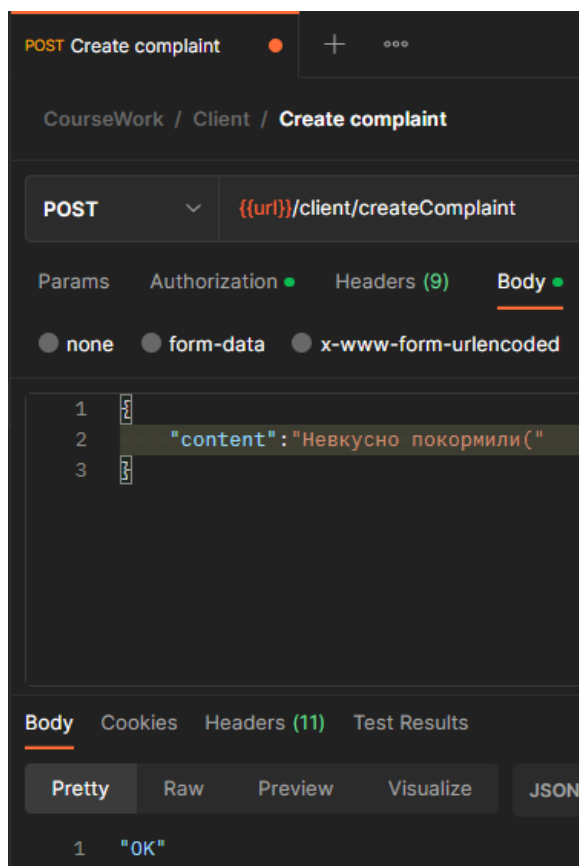 POST Create complaint
CourseWork / Client / Create complaint
POST {{url}}/client/createComplaint
Params Authorization Headers (9) Body
none form-data x-www-form-urlencoded
1 {
2 "content":"Невкусно покормили("
3 }
Body Cookies Headers (11) Test Results
Pretty Raw Preview Visualize JSON
1 "OK"